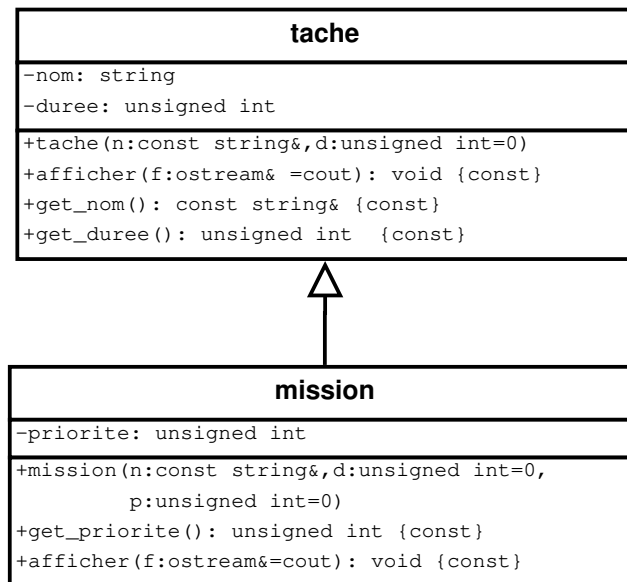 tache
-nom: string
-duree: unsigned int
+tache(n:const string&,d:unsigned int=0)
+afficher(f:ostream& =cout): void {const}
+get_nom(): const string& {const}
+get_duree(): unsigned int  {const}
mission
-priorite: unsigned int
+mission(n:const string&,d:unsigned int=0,
p:unsigned int=0)
+get_priorite(): unsigned int {const}
+afficher(f:ostream&=cout): void {const}